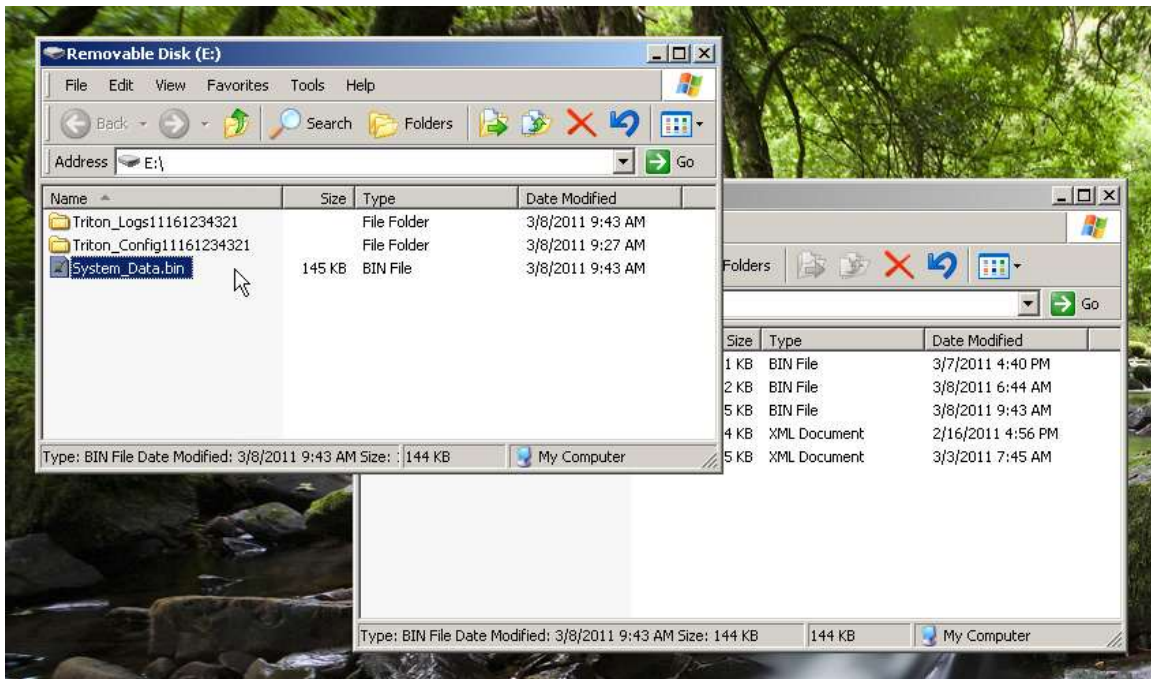 Removable Disk (E:)
File Edit View Favorites Tools Help
Back Search Folders
Address E:\ Go
Name Size Type Date Modified
Triton_Logs11161234321 File Folder 3/8/2011 9:43 AM
Triton_Config11161234321 File Folder 3/8/2011 9:27 AM
System_Data.bin 145 KB BIN File 3/8/2011 9:43 AM
Type: BIN File Date Modified: 3/8/2011 9:43 AM Size: 144 KB My Computer
Folders
Go
Size Type Date Modified
1 KB BIN File 3/7/2011 4:40 PM
2 KB BIN File 3/8/2011 6:44 AM
5 KB BIN File 3/8/2011 9:43 AM
4 KB XML Document 2/16/2011 4:56 PM
5 KB XML Document 3/3/2011 7:45 AM
Type: BIN File Date Modified: 3/8/2011 9:43 AM Size: 144 KB 144 KB My Computer